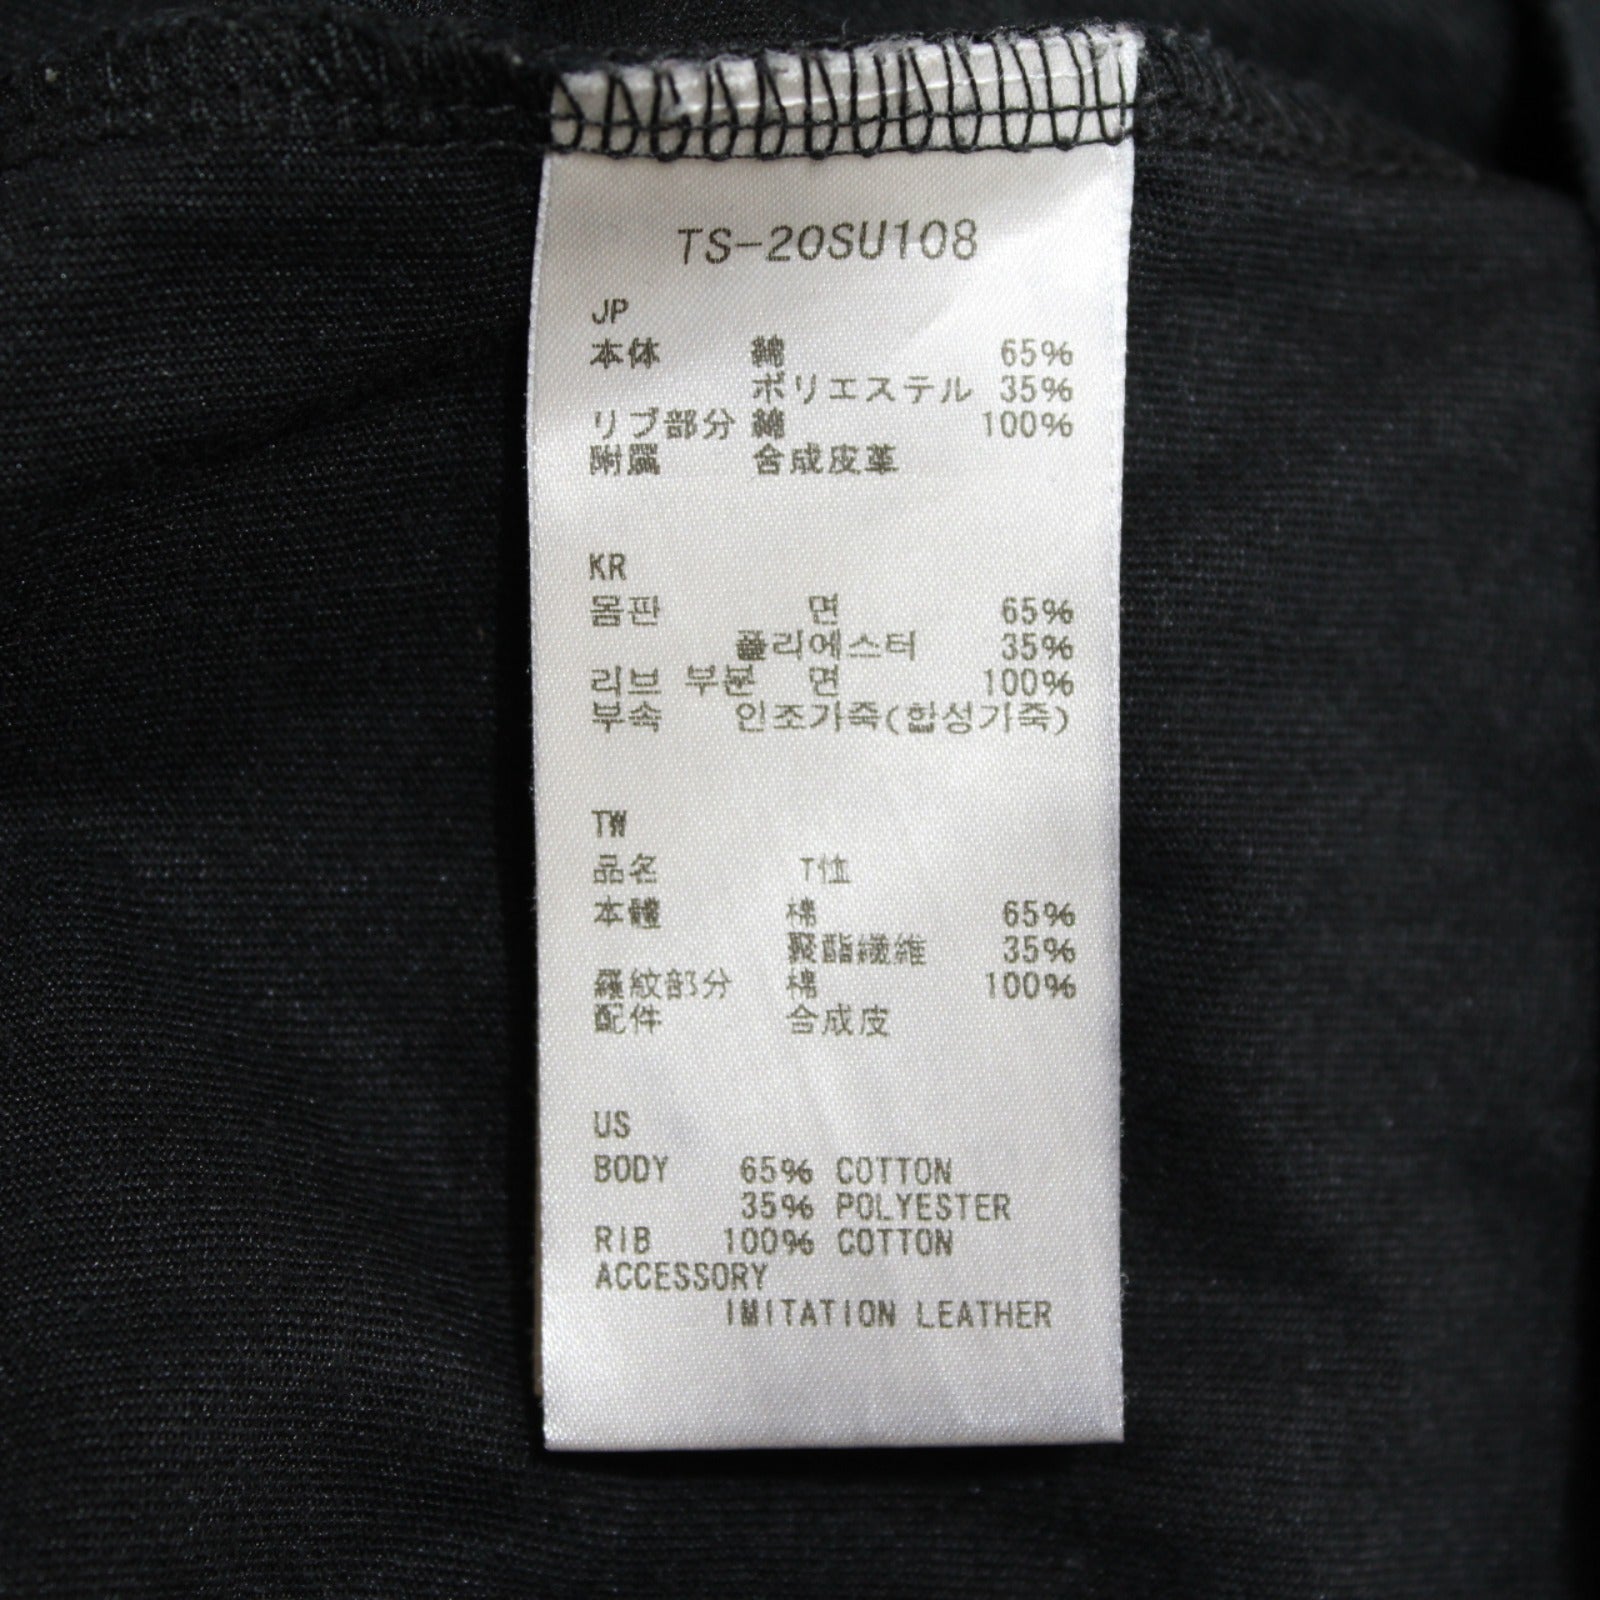 TS-20SU108
JP
本体 綿 65%
ポリエステル 35%
リブ部分 綿 100%
附属 合成皮革
KR
몸판 면 65%
폴리에스터 35%
리브 부분 면 100%
부속 인조가죽(합성가죽)
TW
品名 T恤
本體 棉 65%
聚酯纖維 35%
羅紋部分 棉 100%
配件 合成皮
US
BODY 65% COTTON
35% POLYESTER
RIB 100% COTTON
ACCESSORY
IMITATION LEATHER